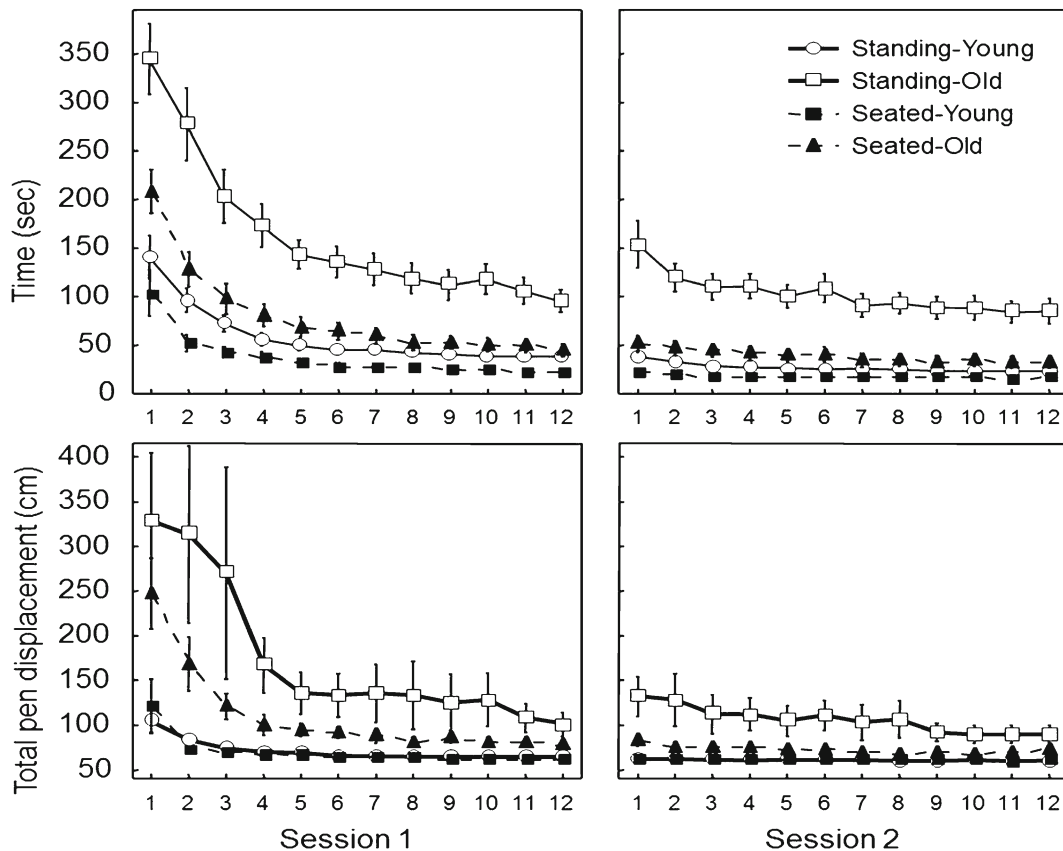 Time (sec)
350
300
250
200
150
100
50
0
1 2 3 4 5 6 7 8 9 10 11 12
Standing-Young
Standing-Old
Seated-Young
Seated-Old
1 2 3 4 5 6 7 8 9 10 11 12
Total pen displacement (cm)
400
350
300
250
200
150
100
50
1 2 3 4 5 6 7 8 9 10 11 12
Session 1
1 2 3 4 5 6 7 8 9 10 11 12
Session 2